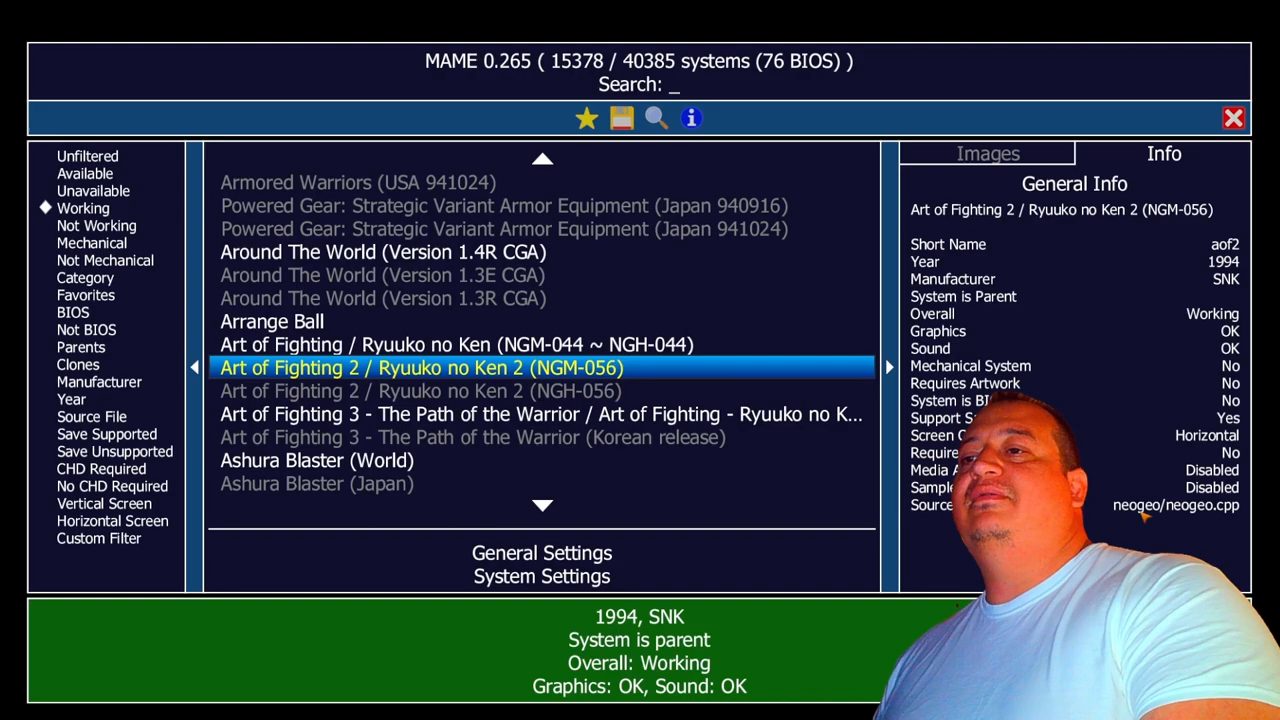 MAME 0.265 ( 15378 / 40385 systems (76 BIOS) )
Search: _
Unfiltered
Available
Unavailable
Working
Not Working
Mechanical
Not Mechanical
Category
Favorites
BIOS
Not BIOS
Parents
Clones
Manufacturer
Year
Source File
Save Supported
Save Unsupported
CHD Required
No CHD Required
Vertical Screen
Horizontal Screen
Custom Filter
Armored Warriors (USA 941024)
Powered Gear: Strategic Variant Armor Equipment (Japan 940916)
Powered Gear: Strategic Variant Armor Equipment (Japan 941024)
Around The World (Version 1.4R CGA)
Around The World (Version 1.3E CGA)
Around The World (Version 1.3R CGA)
Arrange Ball
Art of Fighting / Ryuuko no Ken (NGM-044 ~ NGH-044)
Art of Fighting 2 / Ryuuko no Ken 2 (NGM-056)
Art of Fighting 2 / Ryuuko no Ken 2 (NGH-056)
Art of Fighting 3 - The Path of the Warrior / Art of Fighting - Ryuuko no K...
Art of Fighting 3 - The Path of the Warrior (Korean release)
Ashura Blaster (World)
Ashura Blaster (Japan)
General Settings
System Settings
Images Info
General Info
Art of Fighting 2 / Ryuuko no Ken 2 (NGM-056)
Short Name aof2
Year 1994
Manufacturer SNK
System is Parent
Overall Working
Graphics OK
Sound OK
Mechanical System No
Requires Artwork No
System is No
Support Yes
Screen Horizontal
No
Media Disabled
Disabled
Source neogeo/neogeo.cpp
1994, SNK
System is parent
Overall: Working
Graphics: OK, Sound: OK